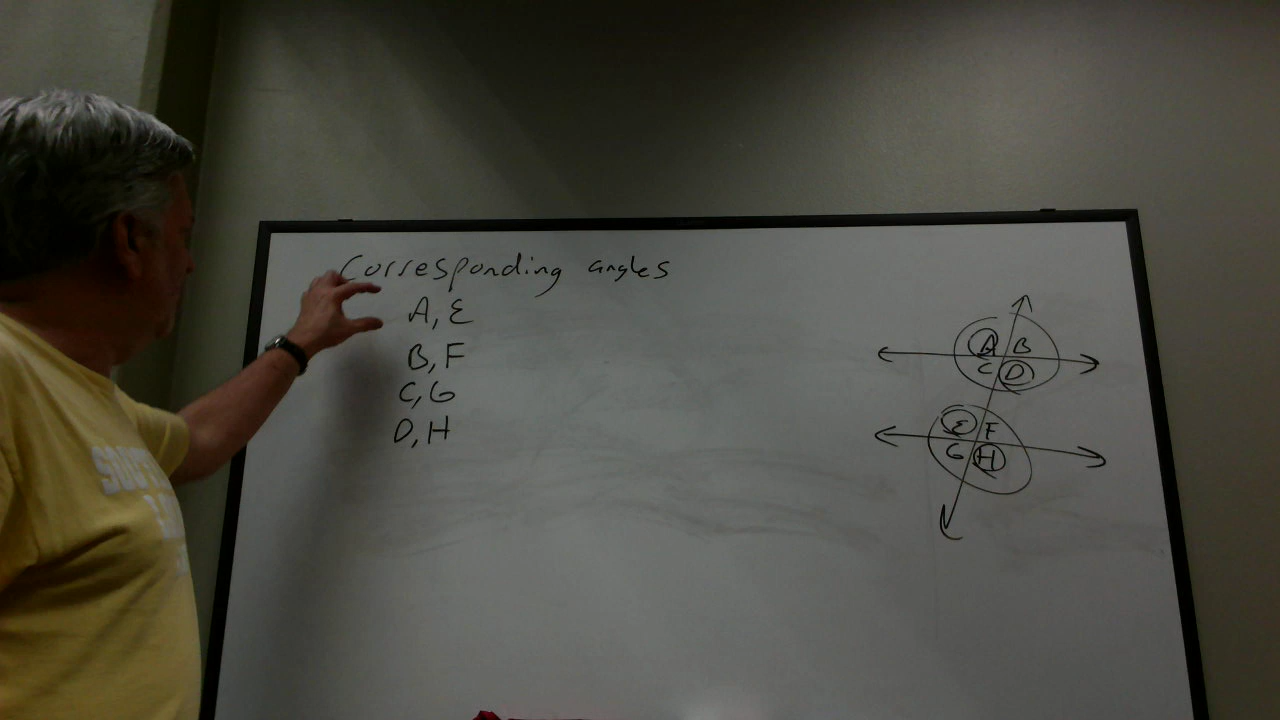 Corresponding angles
A, E
B, F
C, G
D, H
A B
C D
E F
G H